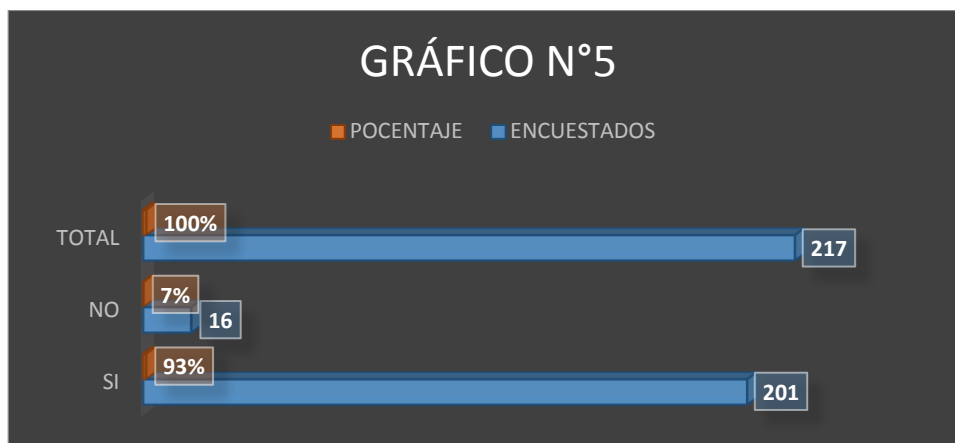 GRÁFICO N°5
POCENTAJE ENCUESTADOS
TOTAL 100% 217
NO 7% 16
SI 93% 201